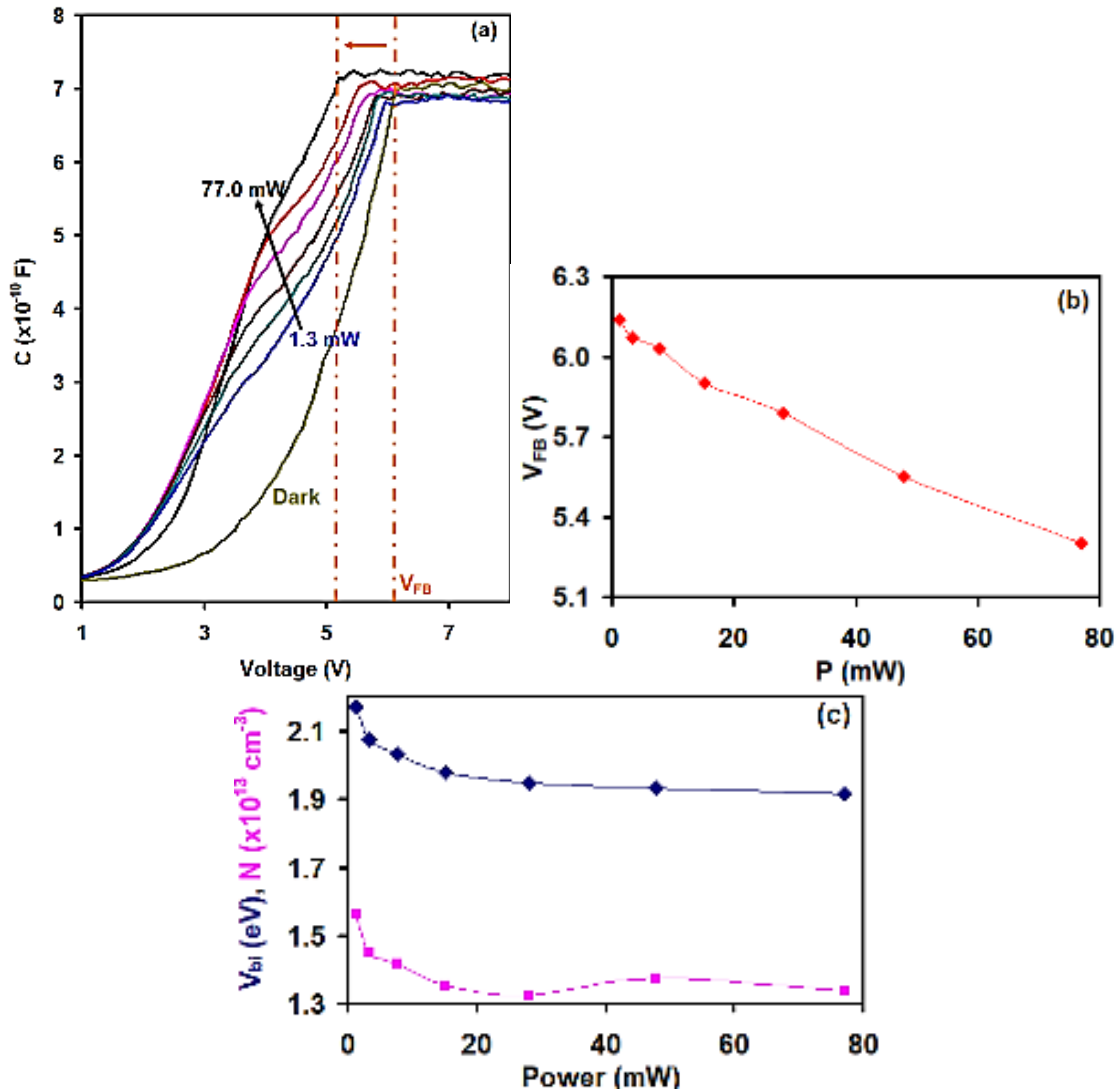 (a)
8
7
6
5
4
3
2
1
0
C (x10⁻¹⁰ F)
77.0 mW
1.3 mW
Dark
V_FB
1 3 5 7
Voltage (V)
(b)
6.3
6.0
5.7
5.4
5.1
V_FB (V)
0 20 40 60 80
P (mW)
(c)
2.1
1.9
1.7
1.5
1.3
V_bi (eV), N (x10¹³ cm⁻³)
0 20 40 60 80
Power (mW)